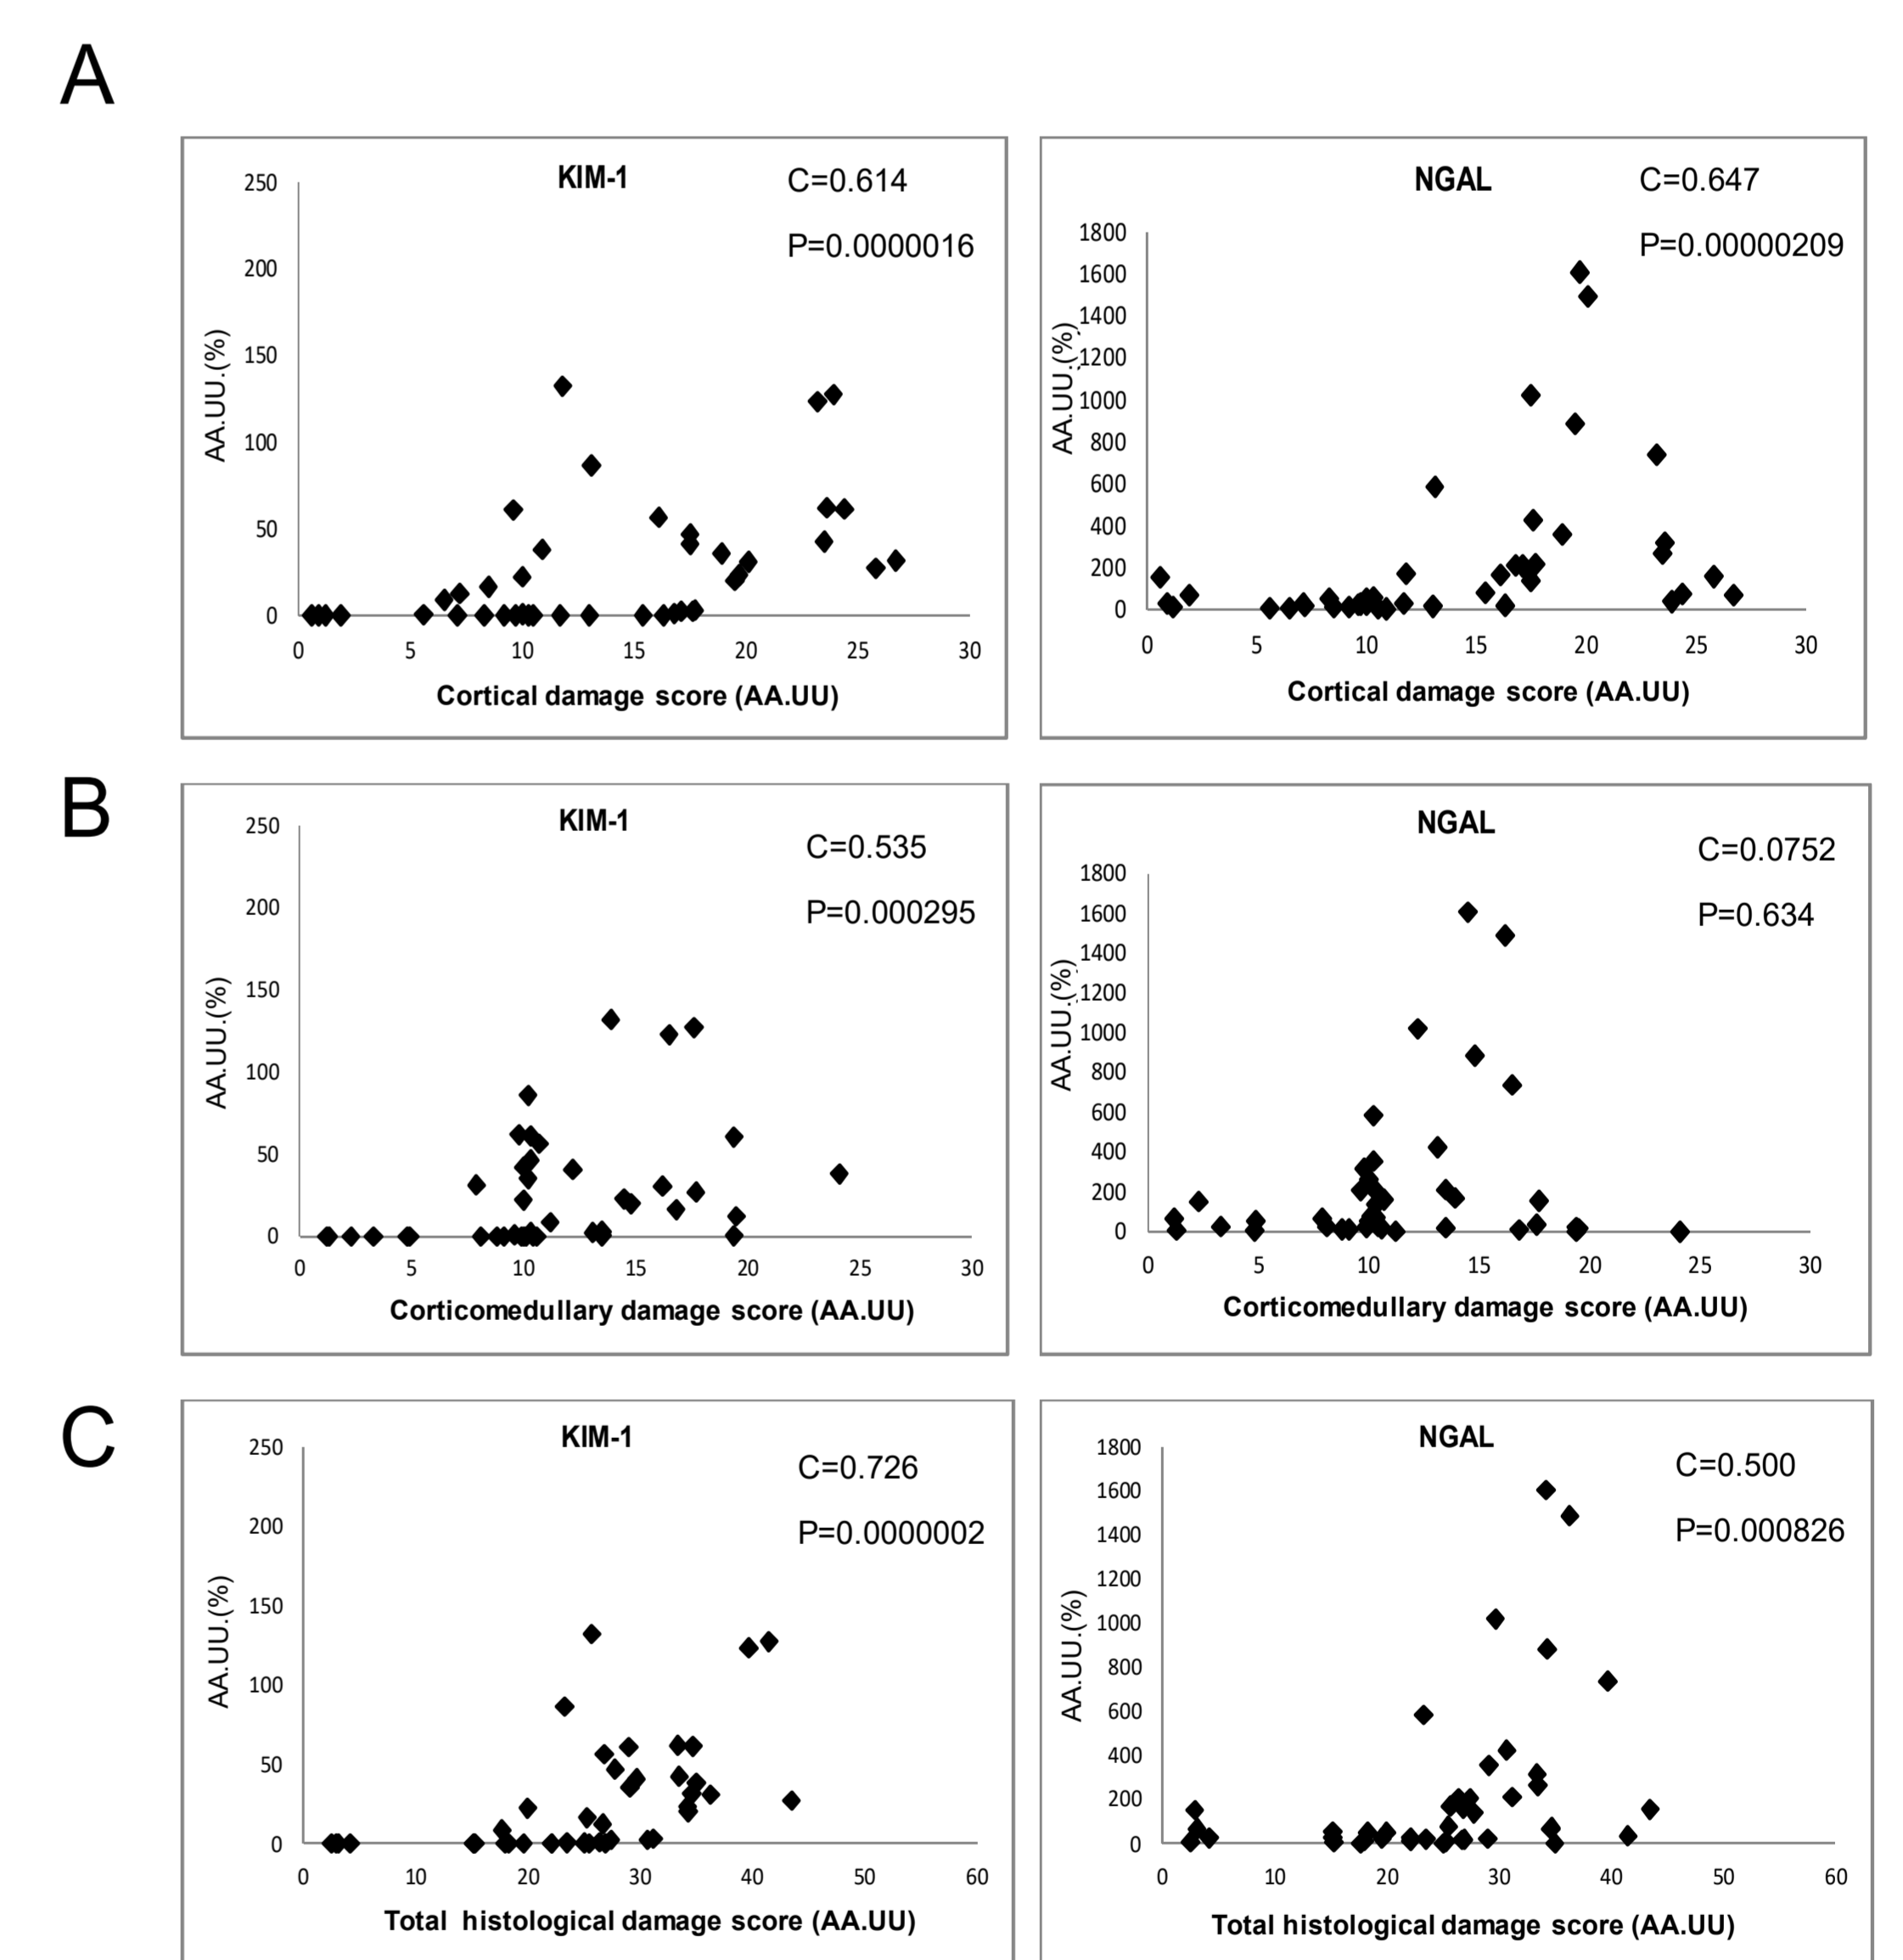 A
KIM-1
C=0.614
P=0.0000016
250
200
150
100
50
0
AA.UU.(%)
0 5 10 15 20 25 30
Cortical damage score (AA.UU)
NGAL
C=0.647
P=0.00000209
1800
1600
1400
1200
1000
800
600
400
200
0
AA.UU.(%)
0 5 10 15 20 25 30
Cortical damage score (AA.UU)
B
KIM-1
C=0.535
P=0.000295
250
200
150
100
50
0
AA.UU.(%)
0 5 10 15 20 25 30
Corticomedullary damage score (AA.UU)
NGAL
C=0.0752
P=0.634
1800
1600
1400
1200
1000
800
600
400
200
0
AA.UU.(%)
0 5 10 15 20 25 30
Corticomedullary damage score (AA.UU)
C
KIM-1
C=0.726
P=0.0000002
250
200
150
100
50
0
AA.UU.(%)
0 10 20 30 40 50 60
Total histological damage score (AA.UU)
NGAL
C=0.500
P=0.000826
1800
1600
1400
1200
1000
800
600
400
200
0
AA.UU.(%)
0 10 20 30 40 50 60
Total histological damage score (AA.UU)